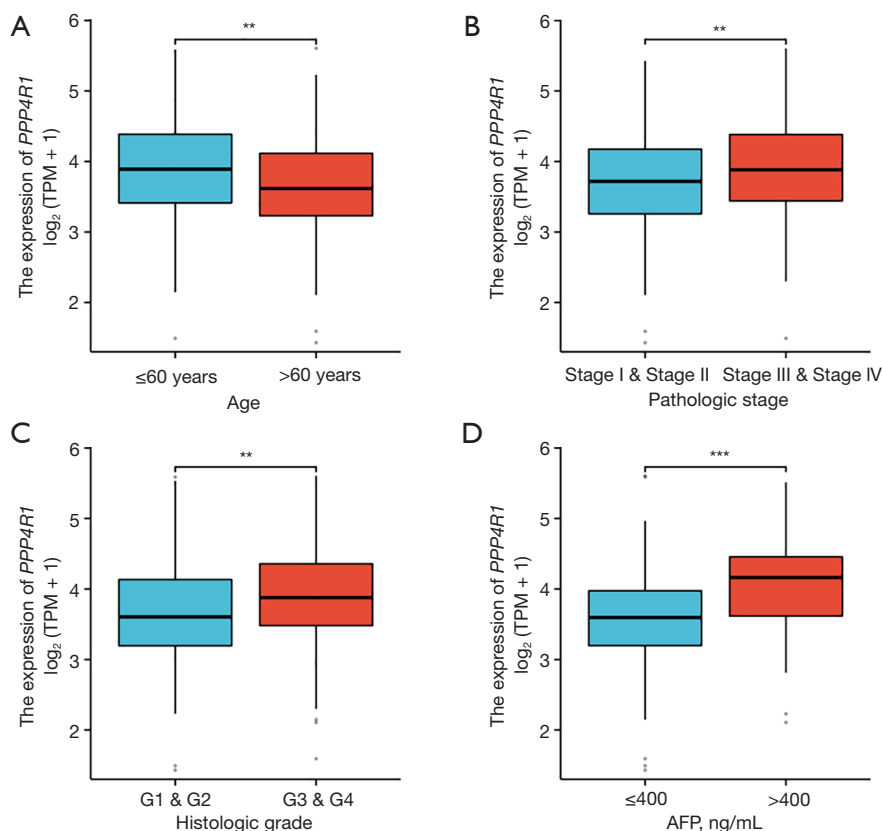 A
The expression of PPP4R1
log₂ (TPM + 1)
6
5
4
3
2
**
≤60 years >60 years
Age
B
The expression of PPP4R1
log₂ (TPM + 1)
6
5
4
3
2
**
Stage I & Stage II Stage III & Stage IV
Pathologic stage
C
The expression of PPP4R1
log₂ (TPM + 1)
6
5
4
3
2
**
G1 & G2 G3 & G4
Histologic grade
D
The expression of PPP4R1
log₂ (TPM + 1)
6
5
4
3
2
***
≤400 >400
AFP, ng/mL